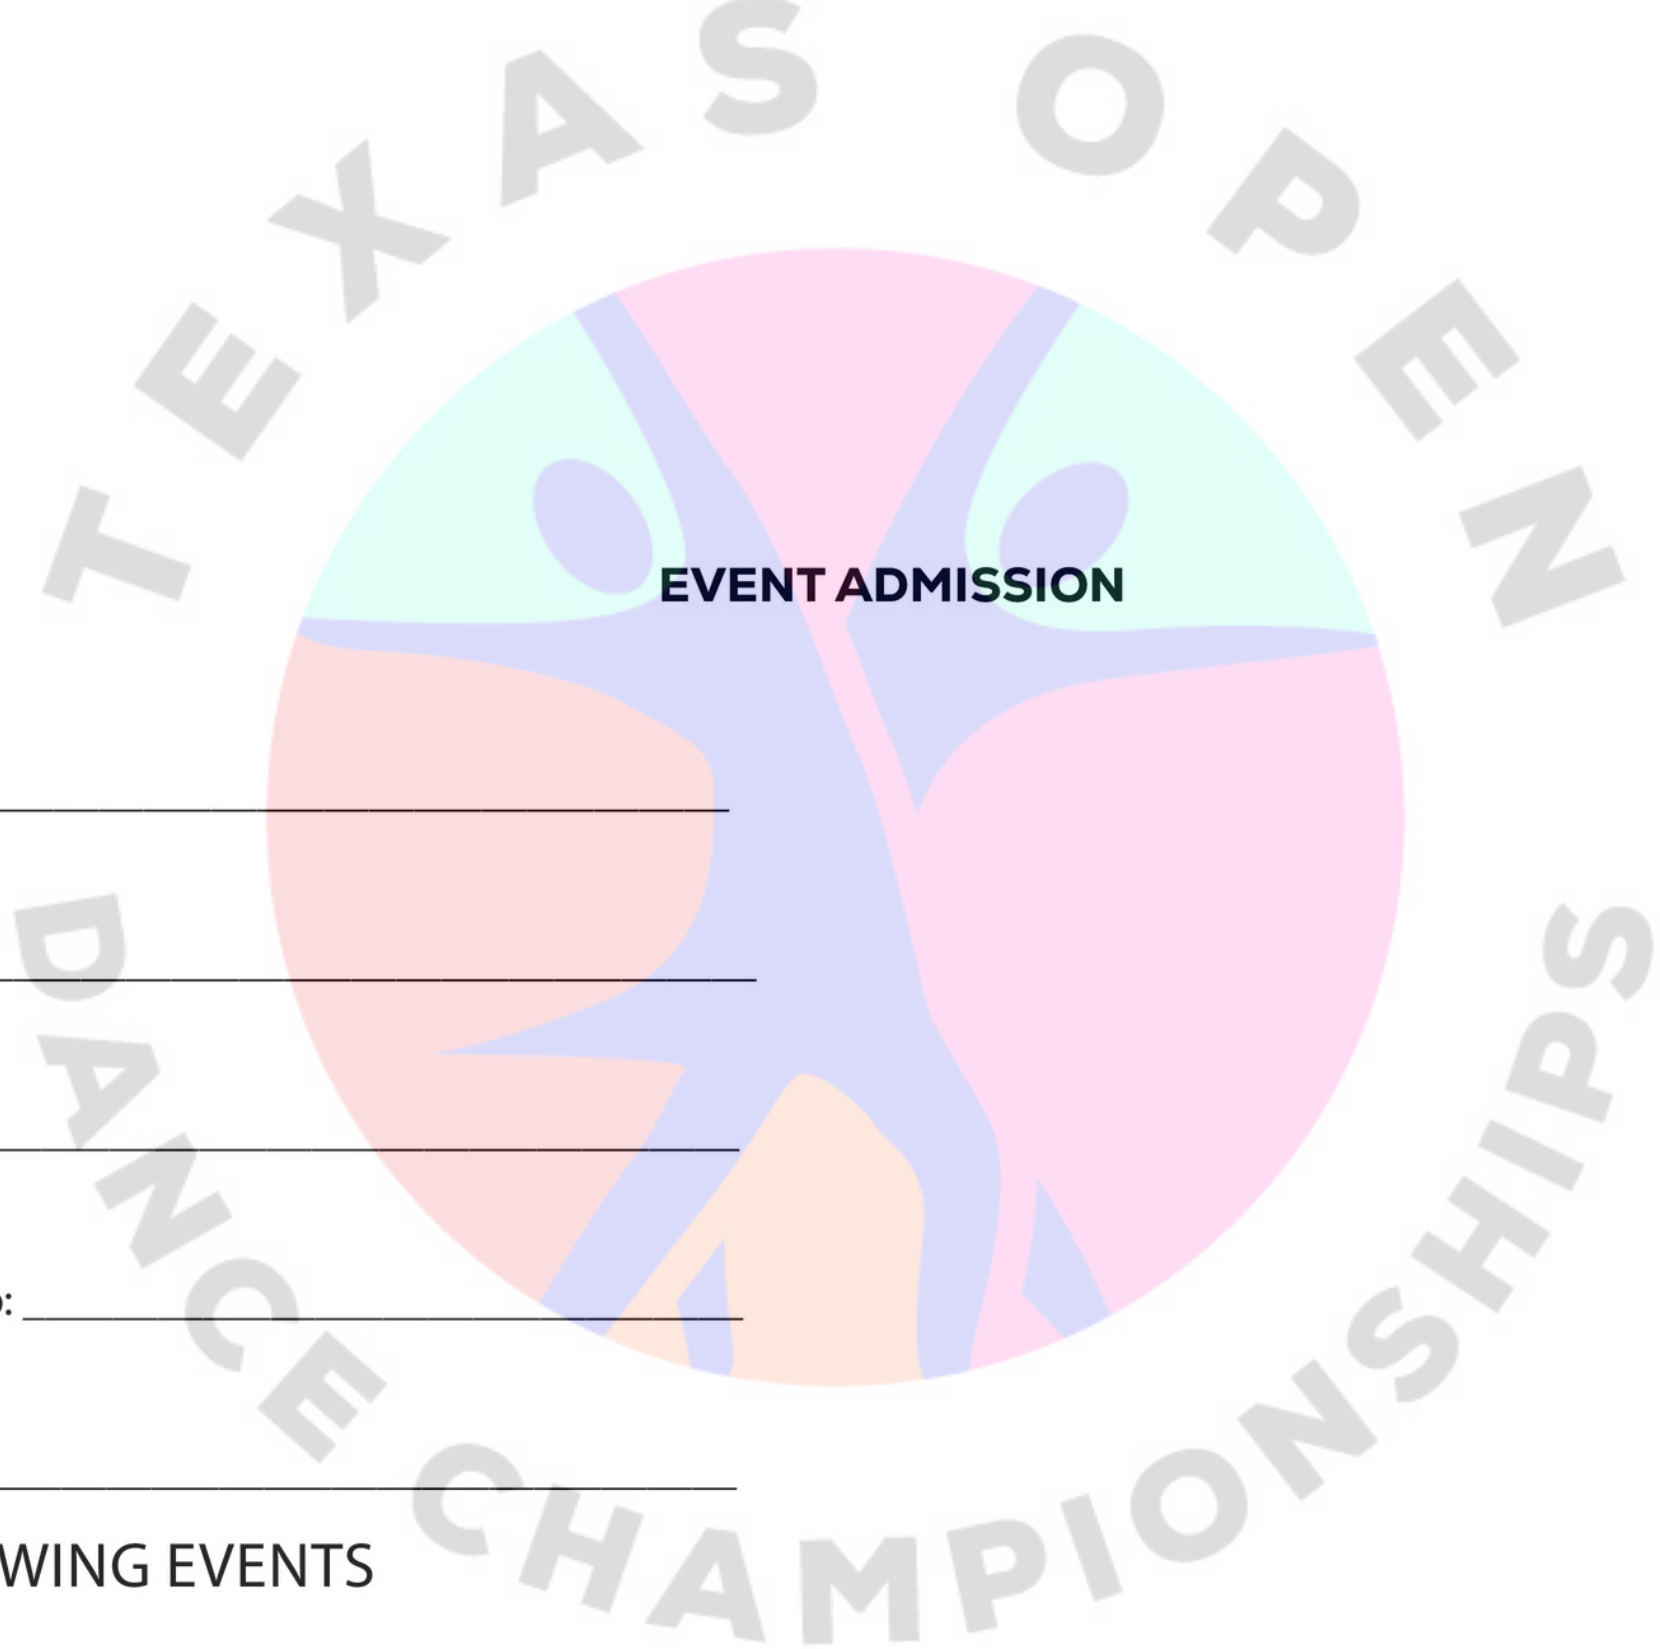 TEXAS OPEN
EVENT ADMISSION
DANCE CHAMPIONSHIPS
:
WING EVENTS